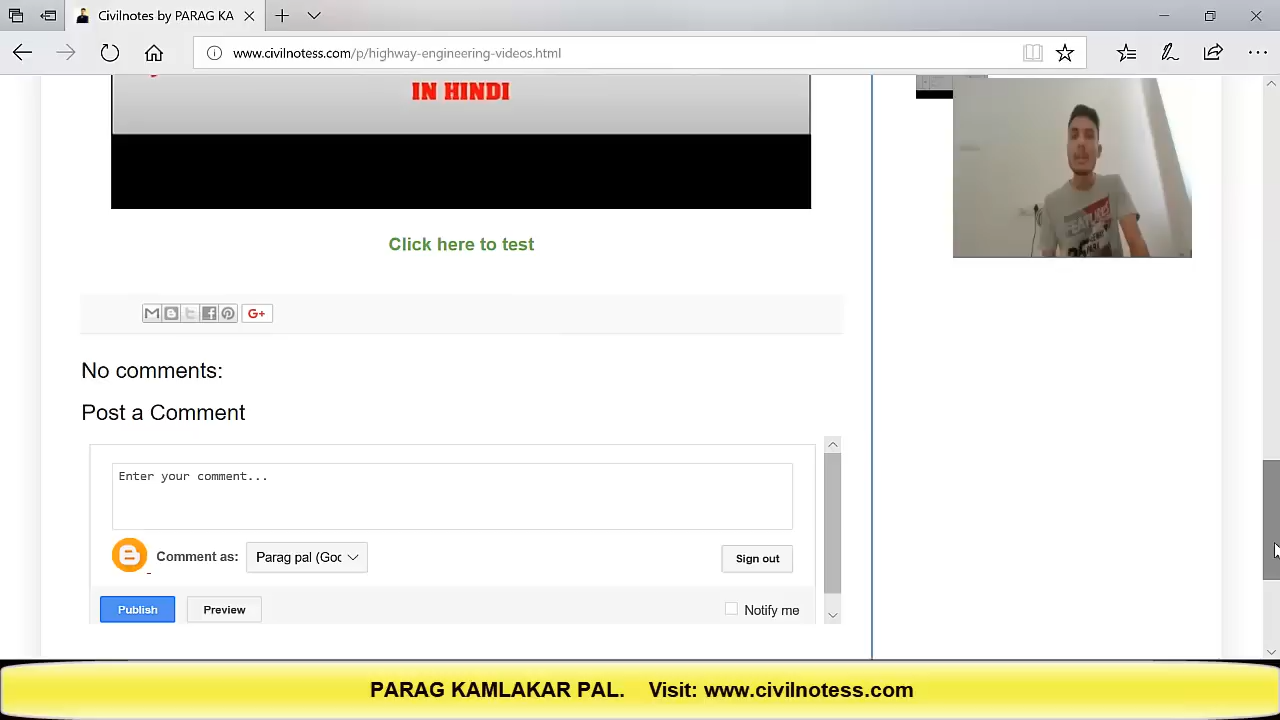 Civilnotes by PARAG KA
www.civilnotess.com/p/highway-engineering-videos.html
IN HINDI
Click here to test
G+
No comments:
Post a Comment
Enter your comment...
Comment as:
Parag pal (Goo
Sign out
Publish
Preview
Notify me
PARAG KAMLAKAR PAL. Visit: www.civilnotess.com